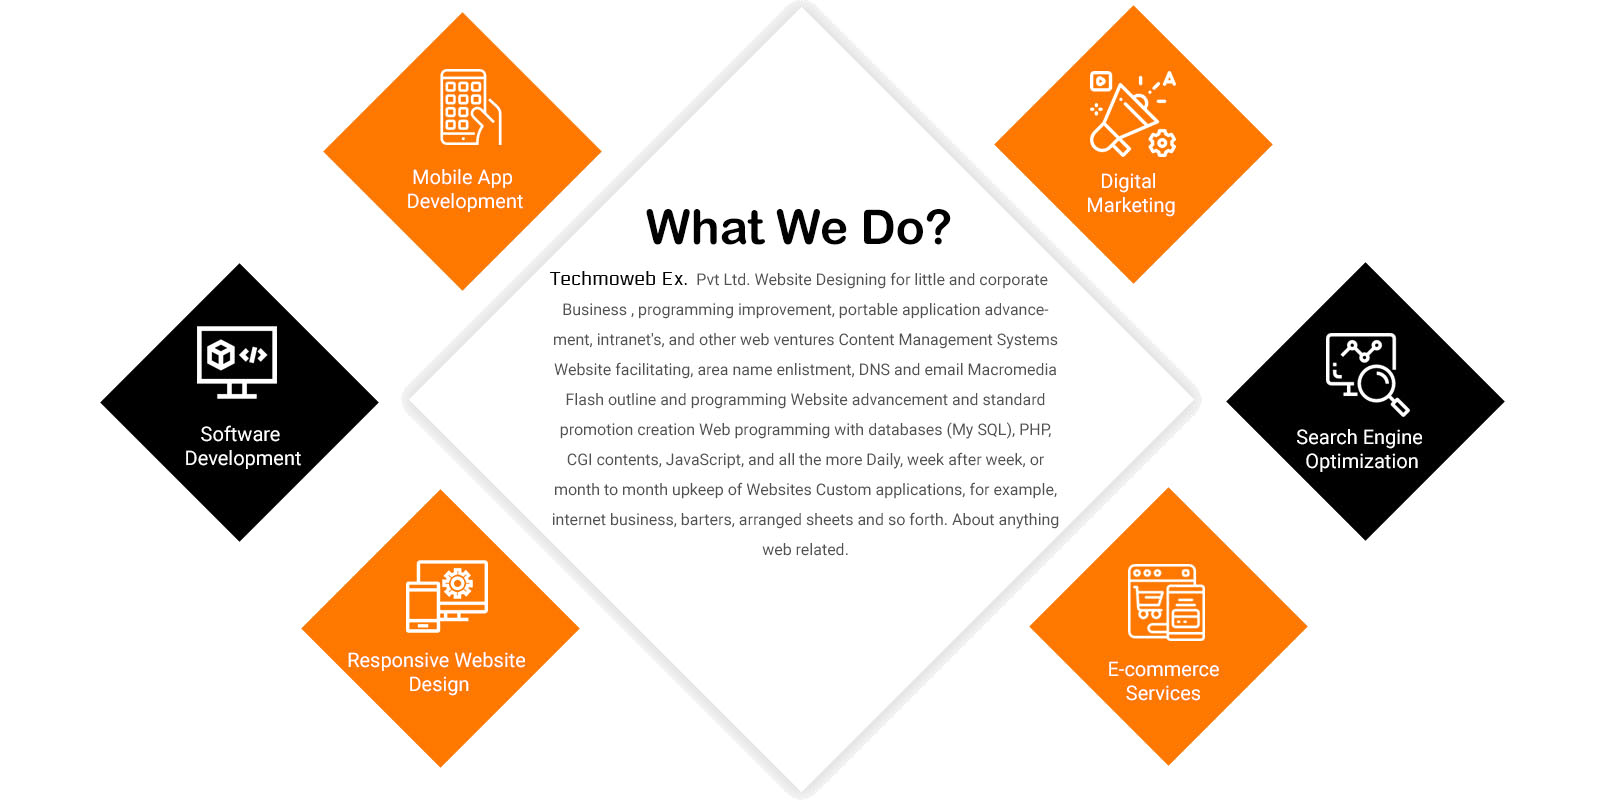 Mobile App
Development
Digital
Marketing
What We Do?
Techmoweb Ex. Pvt Ltd. Website Designing for little and corporate
Business , programming improvement, portable application advance-
ment, intranet's, and other web ventures Content Management Systems
Website facilitating, area name enlistment, DNS and email Macromedia
Flash outline and programming Website advancement and standard
promotion creation Web programming with databases (My SQL), PHP,
CGI contents, JavaScript, and all the more Daily, week after week, or
month to month upkeep of Websites Custom applications, for example,
internet business, barters, arranged sheets and so forth. About anything
web related.
Software
Development
Search Engine
Optimization
Responsive Website
Design
E-commerce
Services